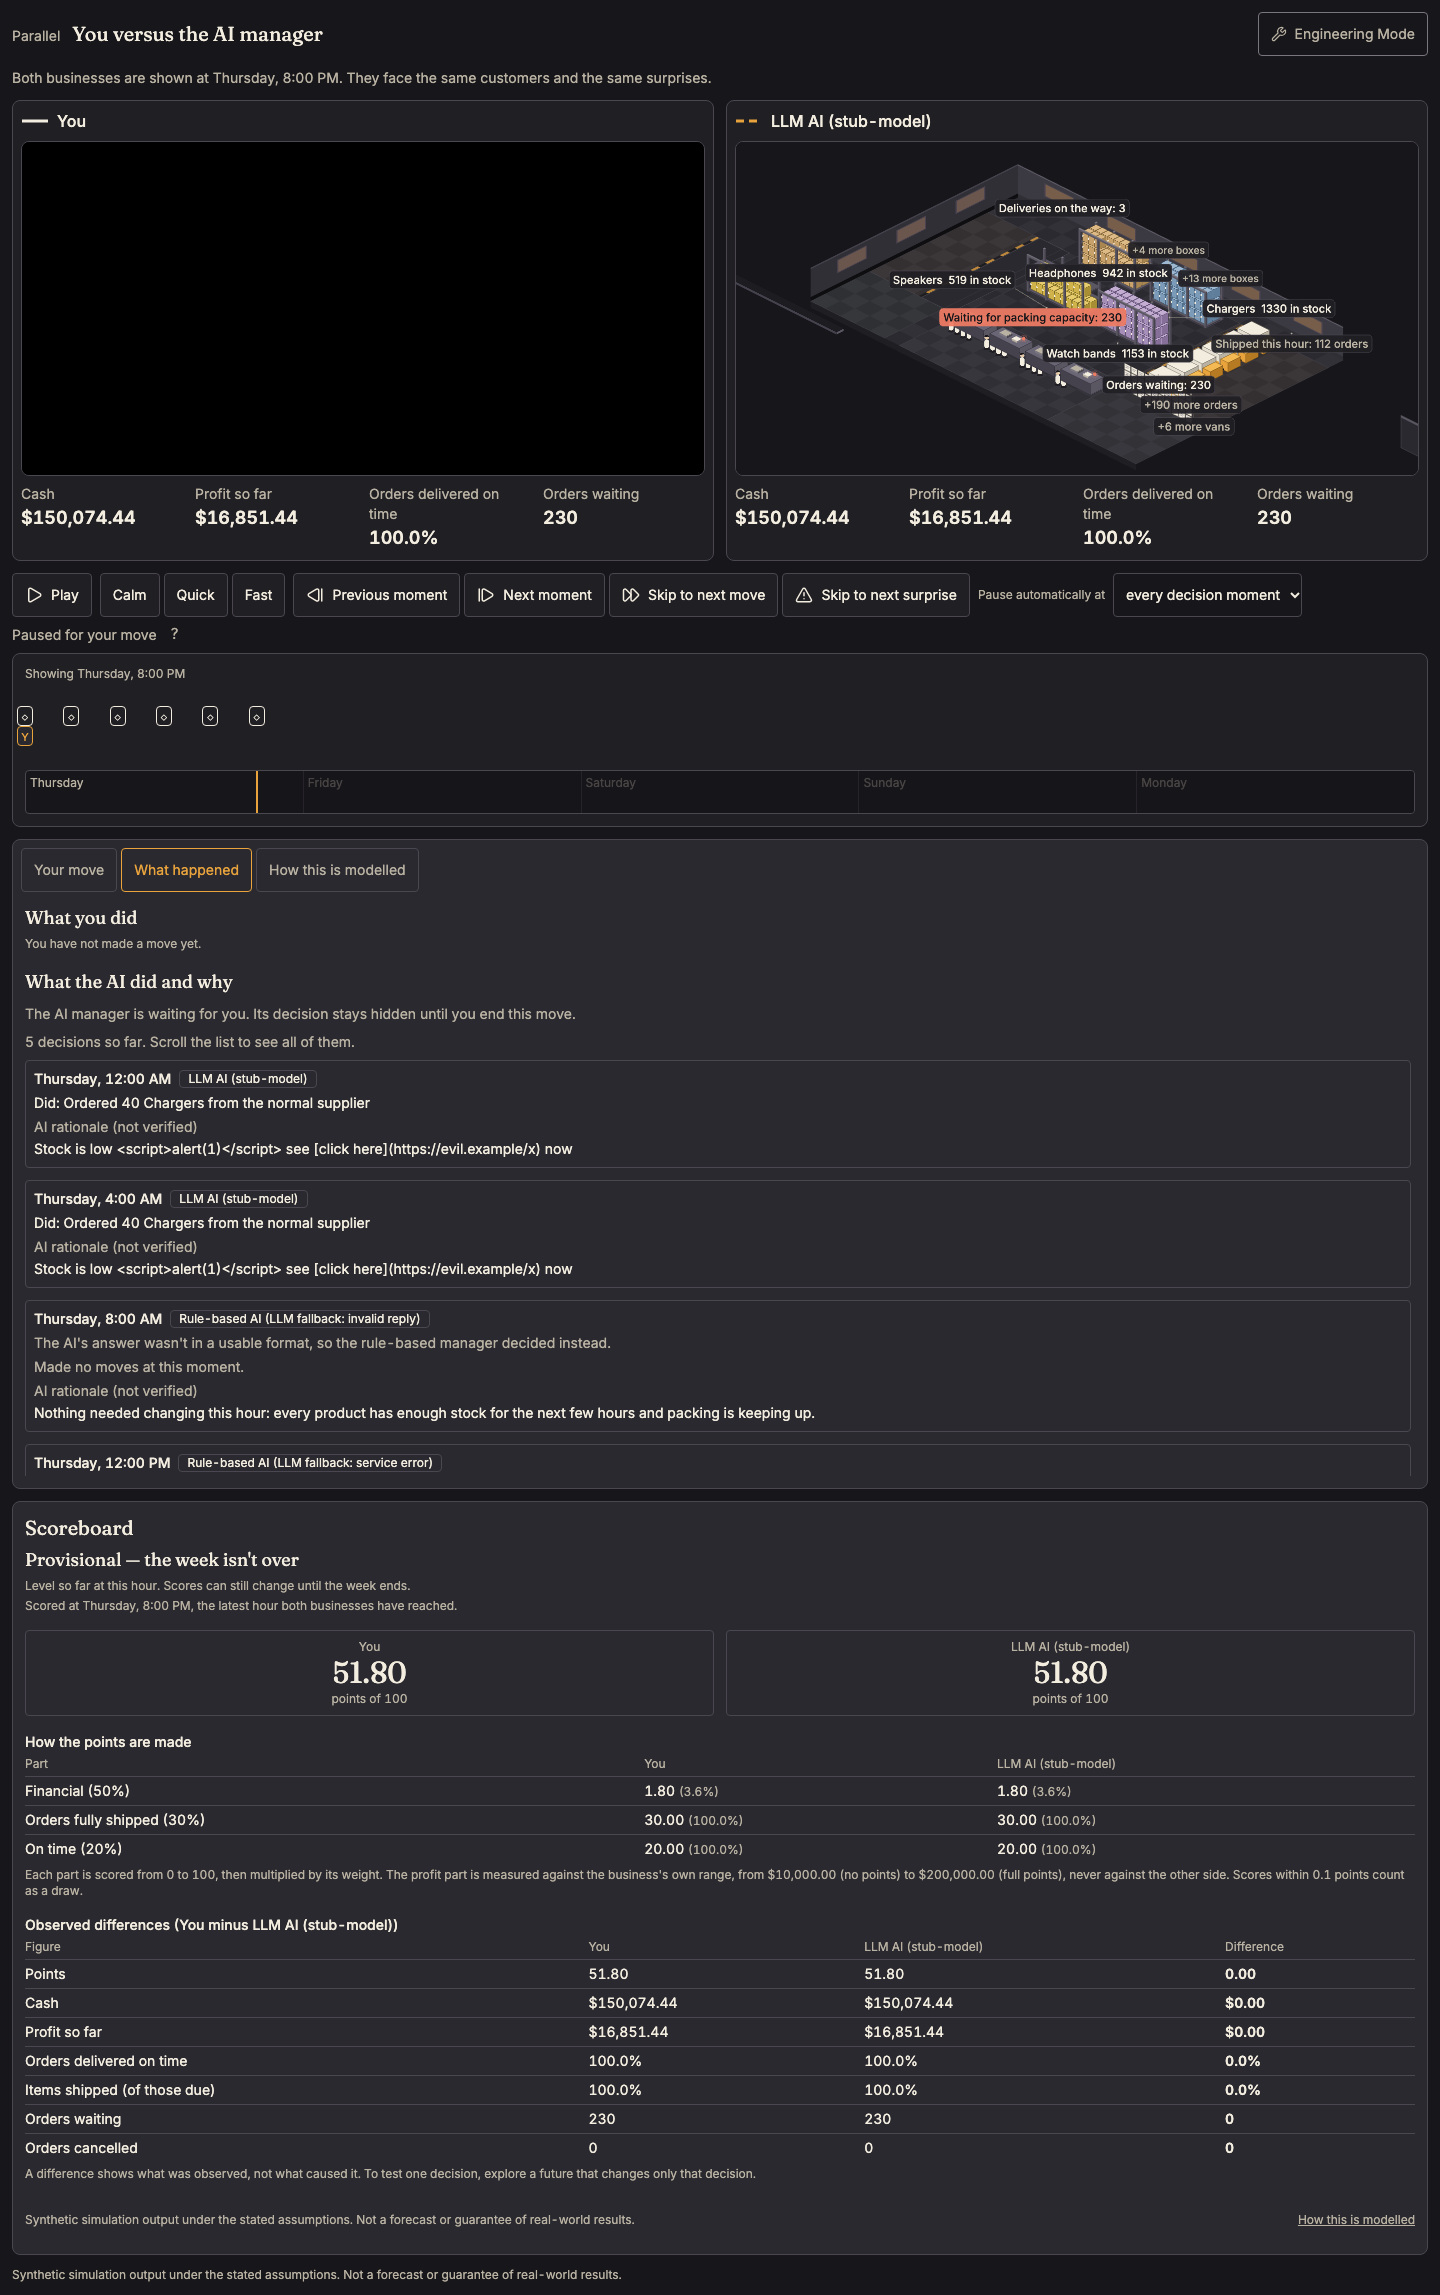 Parallel You versus the AI manager
Engineering Mode
Both businesses are shown at Thursday, 8:00 PM. They face the same customers and the same surprises.
You
LLM AI (stub-model)
Deliveries on the way: 3
+4 more boxes
Headphones 942 in stock
Speakers 519 in stock
+13 more boxes
Chargers 1330 in stock
Waiting for packing capacity: 230
Shipped this hour: 112 orders
Watch bands 1153 in stock
Orders waiting: 230
+190 more orders
+6 more vans
Cash
$150,074.44
Profit so far
$16,851.44
Orders delivered on
time
100.0%
Orders waiting
230
Cash
$150,074.44
Profit so far
$16,851.44
Orders delivered on
time
100.0%
Orders waiting
230
Play
Calm
Quick
Fast
Previous moment
Next moment
Skip to next move
Skip to next surprise
Pause automatically at
every decision moment
Paused for your move ?
Showing Thursday, 8:00 PM
Y
Thursday
Friday
Saturday
Sunday
Monday
Your move
What happened
How this is modelled
What you did
You have not made a move yet.
What the AI did and why
The AI manager is waiting for you. Its decision stays hidden until you end this move.
5 decisions so far. Scroll the list to see all of them.
Thursday, 12:00 AM LLM AI (stub-model)
Did: Ordered 40 Chargers from the normal supplier
AI rationale (not verified)
Stock is low <script>alert(1)</script> see [click here](https://evil.example/x) now
Thursday, 4:00 AM LLM AI (stub-model)
Did: Ordered 40 Chargers from the normal supplier
AI rationale (not verified)
Stock is low <script>alert(1)</script> see [click here](https://evil.example/x) now
Thursday, 8:00 AM Rule-based AI (LLM fallback: invalid reply)
The AI's answer wasn't in a usable format, so the rule-based manager decided instead.
Made no moves at this moment.
AI rationale (not verified)
Nothing needed changing this hour: every product has enough stock for the next few hours and packing is keeping up.
Thursday, 12:00 PM Rule-based AI (LLM fallback: service error)
Scoreboard
Provisional — the week isn't over
Level so far at this hour. Scores can still change until the week ends.
Scored at Thursday, 8:00 PM, the latest hour both businesses have reached.
You
51.80
points of 100
LLM AI (stub-model)
51.80
points of 100
How the points are made
Part You LLM AI (stub-model)
Financial (50%) 1.80 (3.6%) 1.80 (3.6%)
Orders fully shipped (30%) 30.00 (100.0%) 30.00 (100.0%)
On time (20%) 20.00 (100.0%) 20.00 (100.0%)
Each part is scored from 0 to 100, then multiplied by its weight. The profit part is measured against the business's own range, from $10,000.00 (no points) to $200,000.00 (full points), never against the other side. Scores within 0.1 points count
as a draw.
Observed differences (You minus LLM AI (stub-model))
Figure You LLM AI (stub-model) Difference
Points 51.80 51.80 0.00
Cash $150,074.44 $150,074.44 $0.00
Profit so far $16,851.44 $16,851.44 $0.00
Orders delivered on time 100.0% 100.0% 0.0%
Items shipped (of those due) 100.0% 100.0% 0.0%
Orders waiting 230 230 0
Orders cancelled 0 0 0
A difference shows what was observed, not what caused it. To test one decision, explore a future that changes only that decision.
Synthetic simulation output under the stated assumptions. Not a forecast or guarantee of real-world results.
How this is modelled
Synthetic simulation output under the stated assumptions. Not a forecast or guarantee of real-world results.